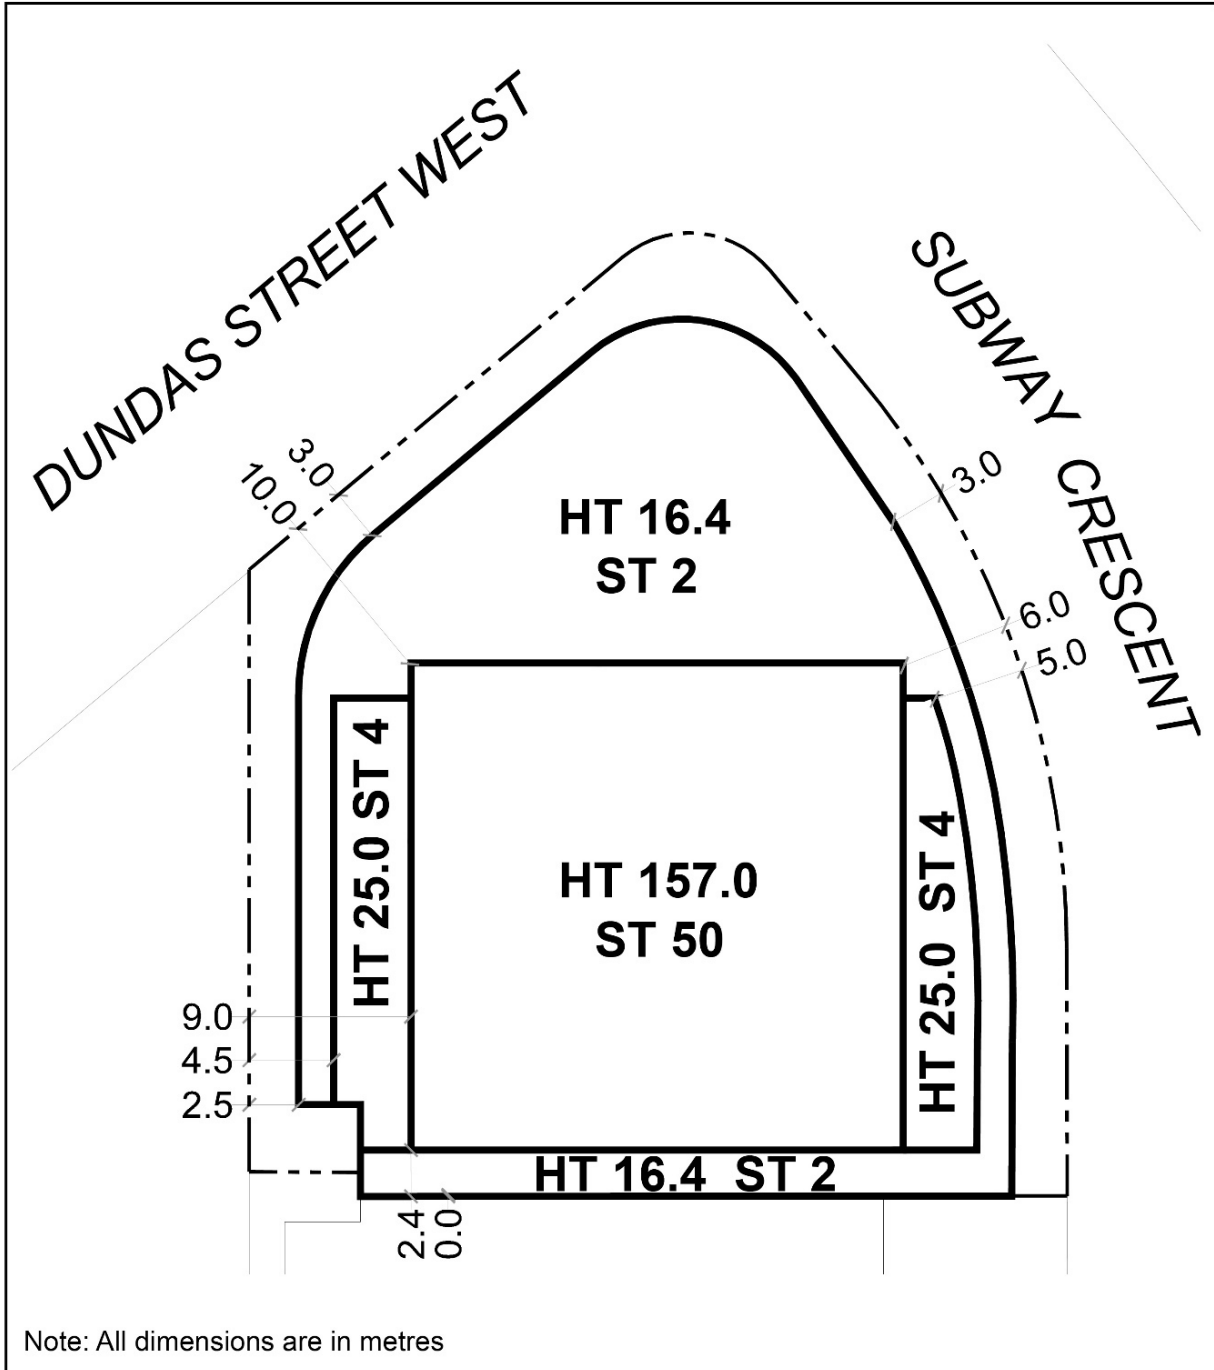 DUNDAS STREET WEST
SUBWAY CRESCENT
3.0
10.0
3.0
HT 16.4
ST 2
6.0
5.0
HT 25.0 ST 4
HT 157.0
ST 50
HT 25.0 ST 4
9.0
4.5
2.5
HT 16.4 ST 2
2.4
0.0
Note: All dimensions are in metres